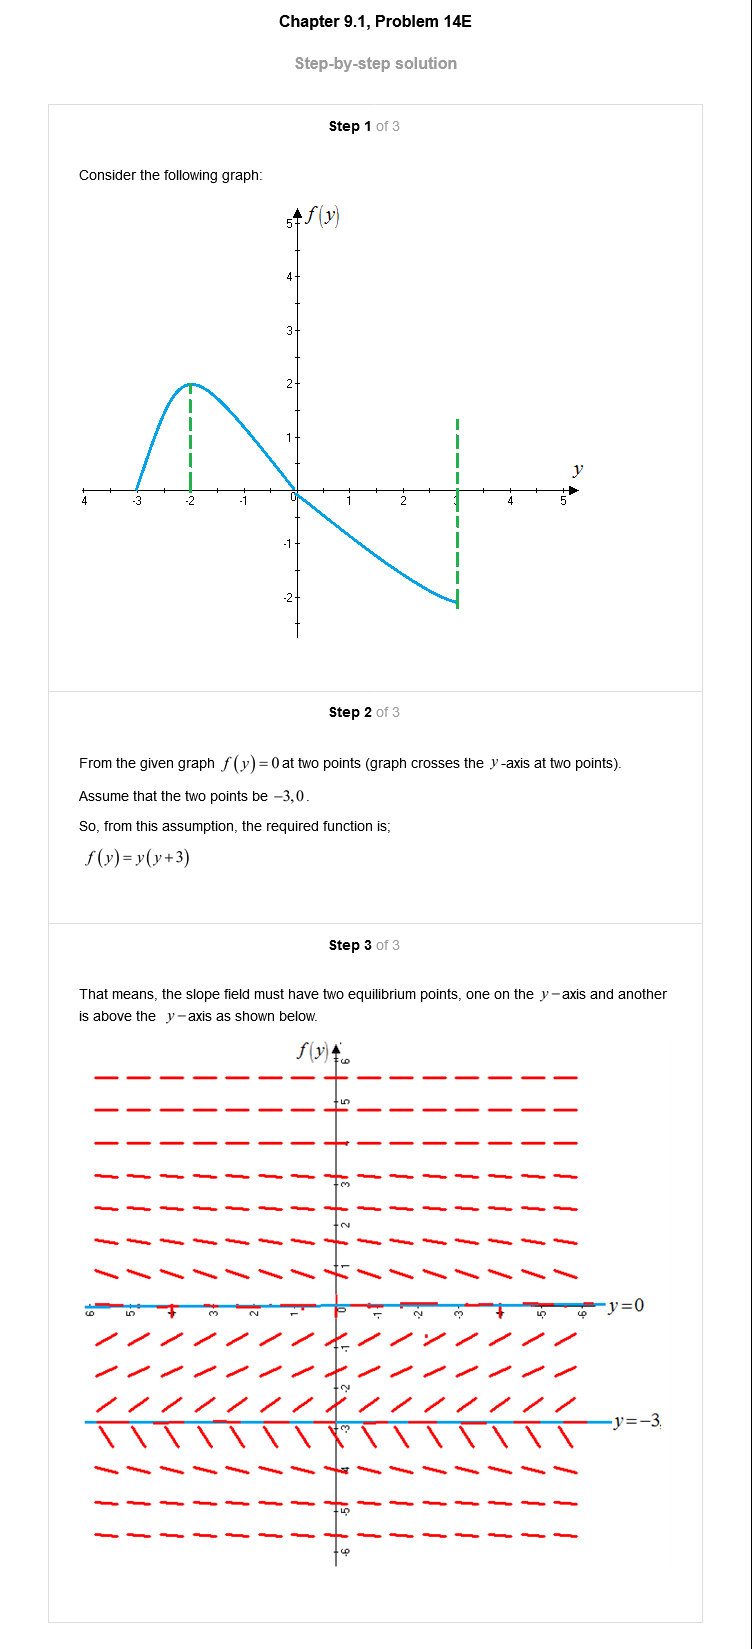 Chapter 9.1, Problem 14E
Step-by-step solution
Step 1 of 3
Consider the following graph:
f(y)
5
4
3
2
1
y
4 -3 -2 -1 0 1 2 4 5
-1
-2
Step 2 of 3
From the given graph f(y)=0 at two points (graph crosses the y-axis at two points).
Assume that the two points be −3,0.
So, from this assumption, the required function is;
f(y)=y(y+3)
Step 3 of 3
That means, the slope field must have two equilibrium points, one on the y−axis and another
is above the y−axis as shown below.
f(y)
6
5
3
2
1
y=0
6 5 4 3 2 1 0 -1 -2 -3 4 -5 -6
-1
-2
-3
y=−3.
4
-5
-6